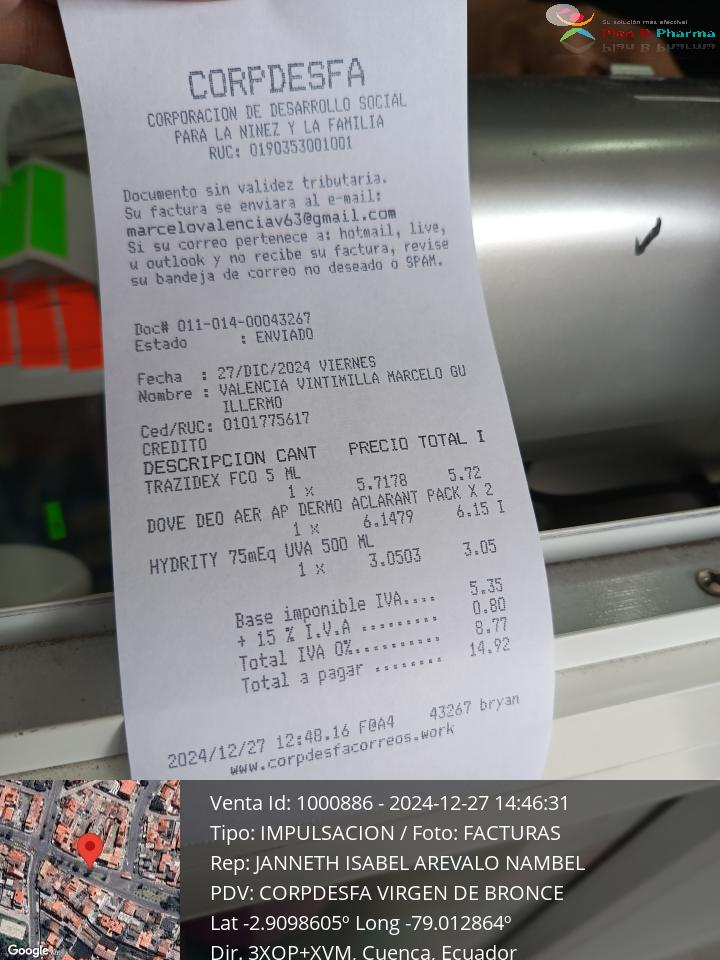 Su solución más efectiva!
Plan B Pharma
CORPDESFA
CORPORACION DE DESARROLLO SOCIAL
PARA LA NINEZ Y LA FAMILIA
RUC: 0190353001001
Documento sin validez tributaria.
Su factura se enviara al e-mail:
marcelovalenciav63@gmail.com
Si su correo pertenece a: hotmail, live,
u outlook y no recibe su factura, revise
su bandeja de correo no deseado o SPAM.
Doc# 011-014-00043267
Estado : ENVIADO
Fecha : 27/DIC/2024 VIERNES
Nombre : VALENCIA VINTIMILLA MARCELO GU
ILLERMO
Ced/RUC: 0101775617
CREDITO
DESCRIPCION CANT PRECIO TOTAL I
TRAZIDEX FCO 5 ML
1 x 5.7178 5.72
DOVE DEO AER AP DERMO ACLARANT PACK X 2
1 x 6.1479 6.15 I
HYDRITY 75mEq UVA 500 ML
1 x 3.0503 3.05
Base imponible IVA.... 5.35
+ 15 % I.V.A ......... 0.80
Total IVA 0%.......... 8.77
Total a pagar ........ 14.92
2024/12/27 12:48.16 F@A4 43267 bryan
www.corpdesfacorreos.work
Venta Id: 1000886 - 2024-12-27 14:46:31
Tipo: IMPULSACION / Foto: FACTURAS
Rep: JANNETH ISABEL AREVALO NAMBEL
PDV: CORPDESFA VIRGEN DE BRONCE
Lat -2.9098605º Long -79.012864º
Dir. 3XQP+XVM, Cuenca, Ecuador
Google